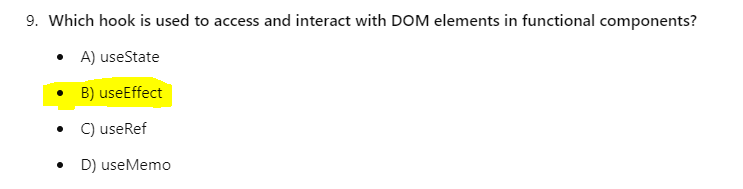 9. Which hook is used to access and interact with DOM elements in functional components?
• A) useState
• B) useEffect
• C) useRef
• D) useMemo